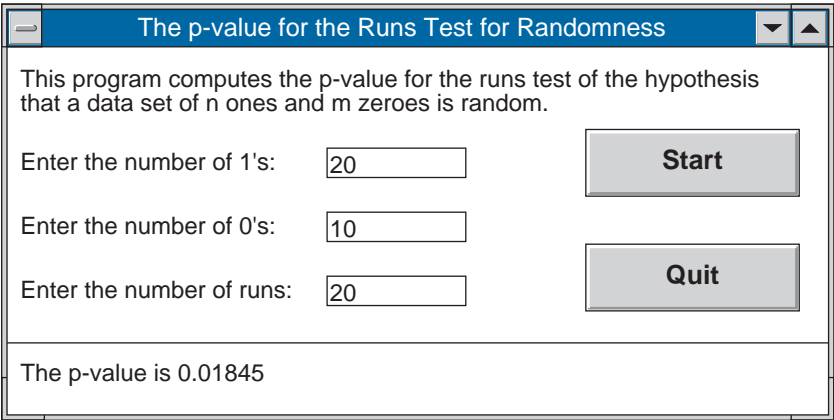 The p-value for the Runs Test for Randomness
This program computes the p-value for the runs test of the hypothesis
that a data set of n ones and m zeroes is random.
Enter the number of 1's: 20
Start
Enter the number of 0's: 10
Quit
Enter the number of runs: 20
The p-value is 0.01845